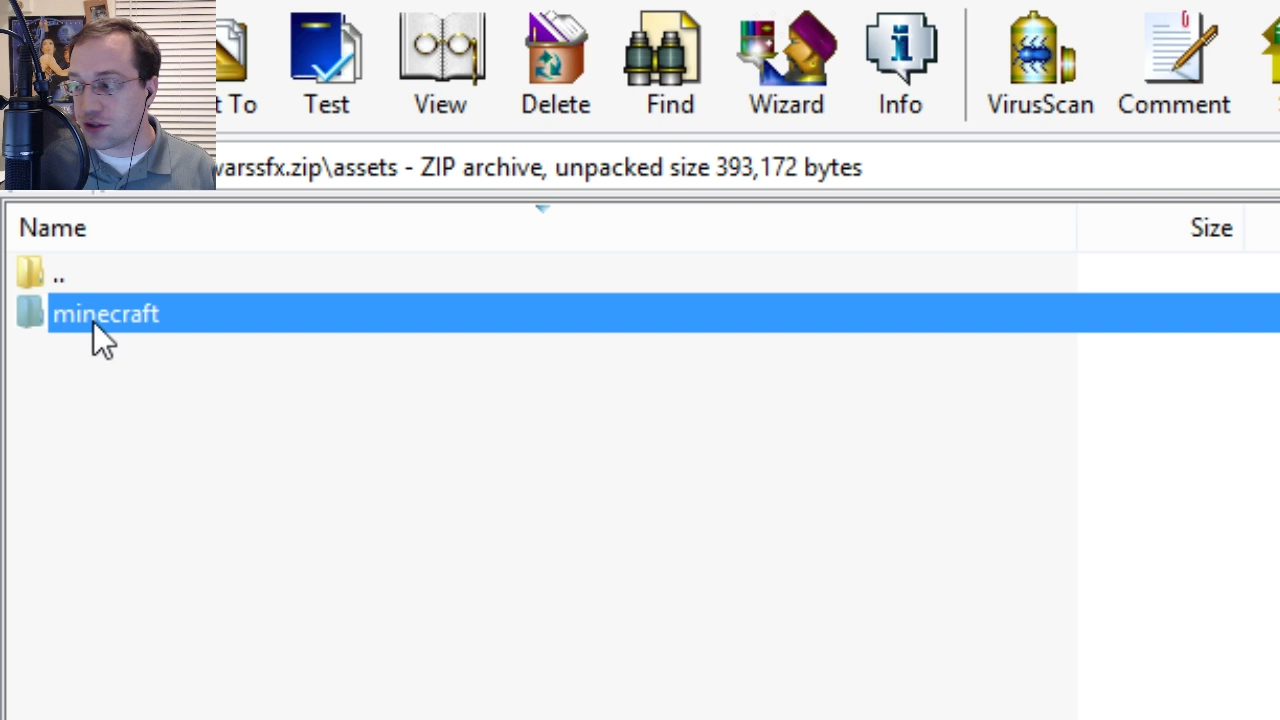 t To Test View Delete Find Wizard Info VirusScan Comment
warssfx.zip\assets - ZIP archive, unpacked size 393,172 bytes
Name Size
..
minecraft